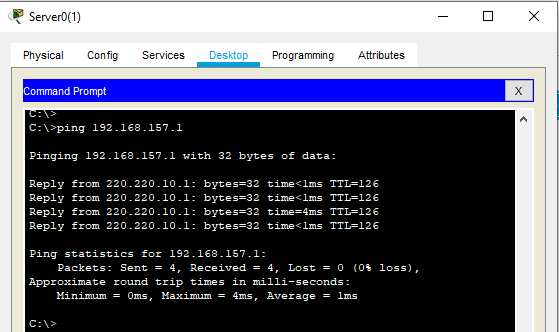 Server0(1)
Physical Config Services Desktop Programming Attributes
Command Prompt X
C:\>
C:\>ping 192.168.157.1
Pinging 192.168.157.1 with 32 bytes of data:
Reply from 220.220.10.1: bytes=32 time<1ms TTL=126
Reply from 220.220.10.1: bytes=32 time<1ms TTL=126
Reply from 220.220.10.1: bytes=32 time=4ms TTL=126
Reply from 220.220.10.1: bytes=32 time<1ms TTL=126
Ping statistics for 192.168.157.1:
Packets: Sent = 4, Received = 4, Lost = 0 (0% loss),
Approximate round trip times in milli-seconds:
Minimum = 0ms, Maximum = 4ms, Average = 1ms
C:\>